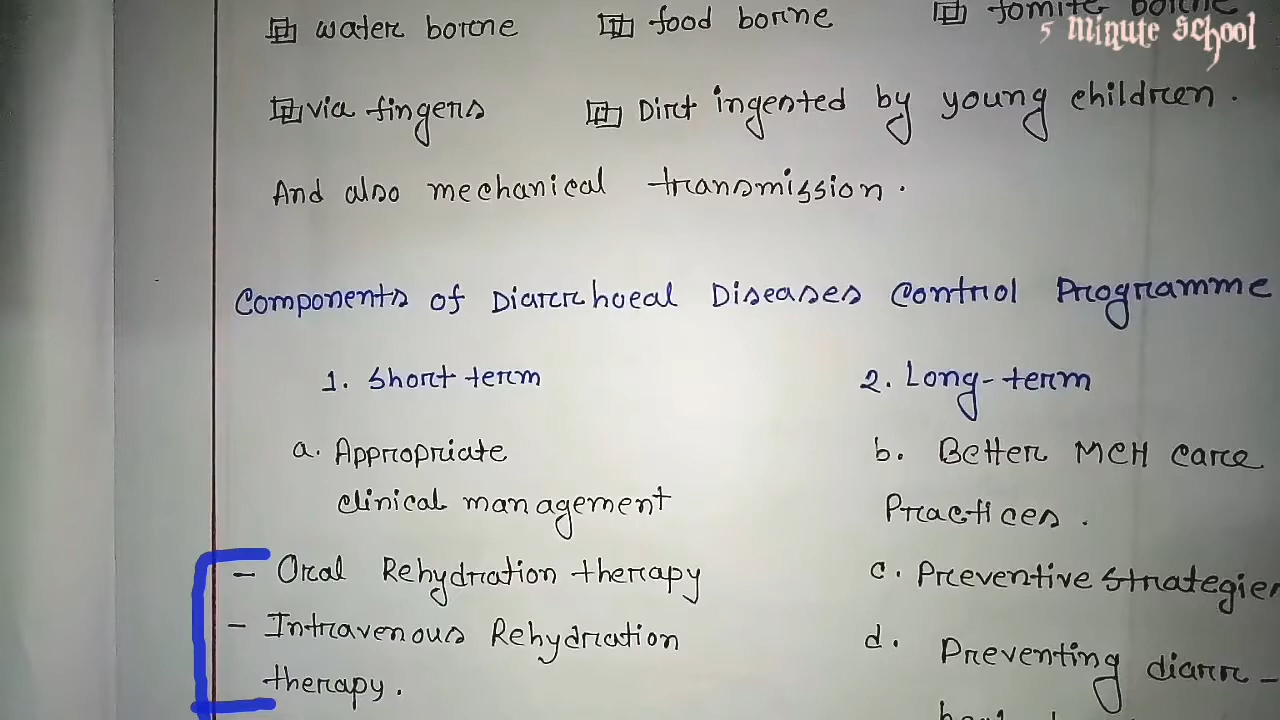 water borne food borne fomite borne
5 Minute School
via fingers Dirt ingested by young children.
And also mechanical transmission.
Components of Diarrhoeal Diseases Control Programme
1. Short term 2. Long-term
a. Appropriate b. Better MCH care
clinical management Practices.
- Oral Rehydration therapy c. Preventive Strategies
- Intravenous Rehydration d. Preventing diarr-
therapy.